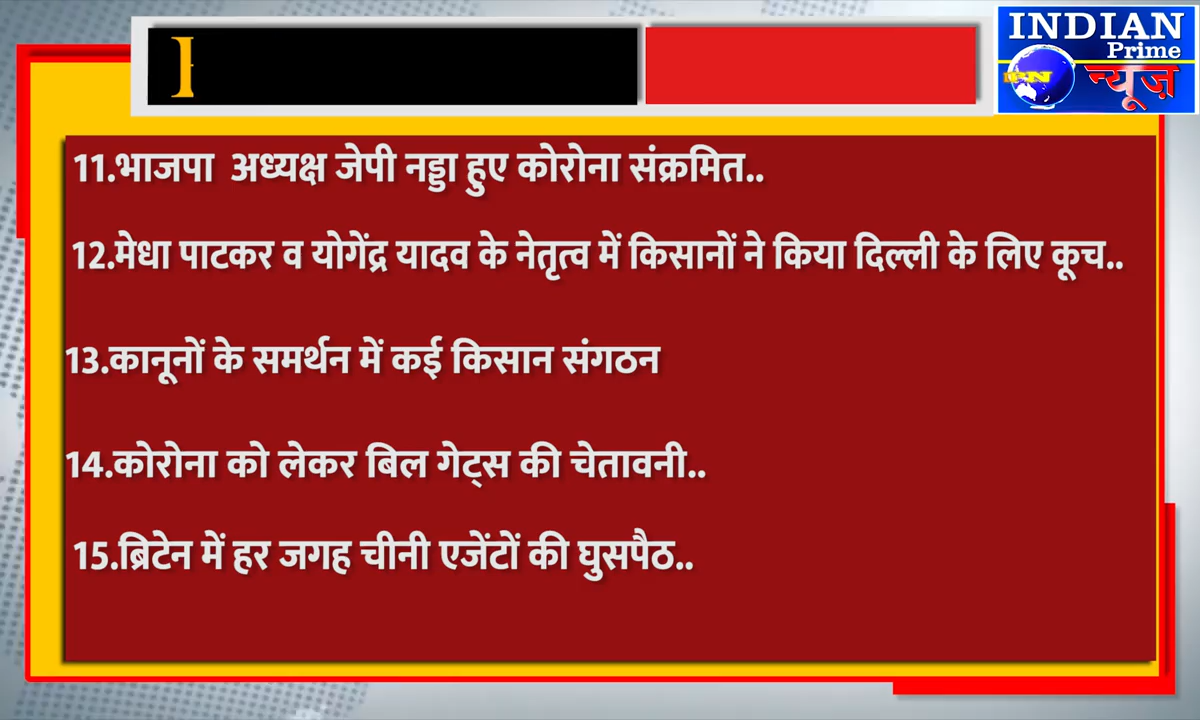 INDIAN
Prime
न्यूज़
11.भाजपा अध्यक्ष जेपी नड्डा हुए कोरोना संक्रमित..
12.मेधा पाटकर व योगेंद्र यादव के नेतृत्व में किसानों ने किया दिल्ली के लिए कूच..
13.कानूनों के समर्थन में कई किसान संगठन
14.कोरोना को लेकर बिल गेट्स की चेतावनी..
15.ब्रिटेन में हर जगह चीनी एजेंटों की घुसपैठ..